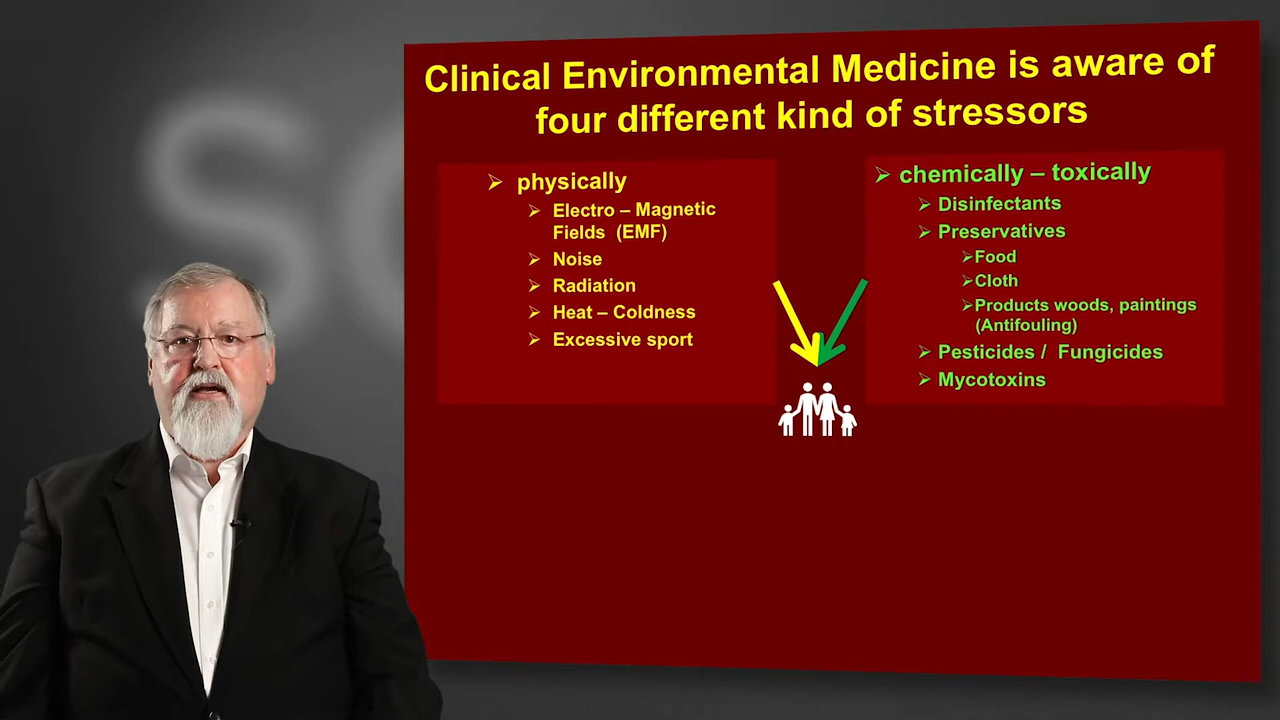 Clinical Environmental Medicine is aware of
four different kind of stressors
physically
Electro – Magnetic
Fields (EMF)
Noise
Radiation
Heat – Coldness
Excessive sport
chemically – toxically
Disinfectants
Preservatives
Food
Cloth
Products woods, paintings
(Antifouling)
Pesticides / Fungicides
Mycotoxins